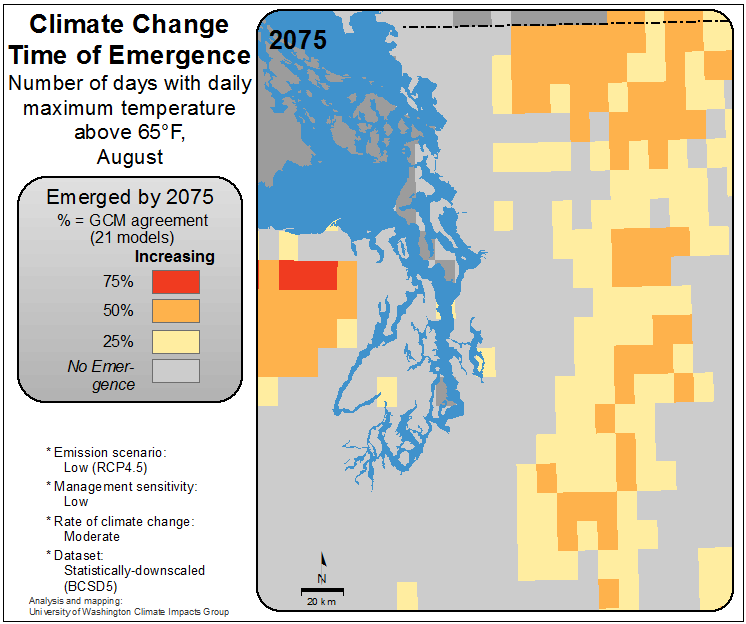 Climate Change
Time of Emergence
Number of days with daily
maximum temperature
above 65°F,
August
Emerged by 2075
% = GCM agreement
(21 models)
Increasing
75%
50%
25%
No Emer-
gence
* Emission scenario:
Low (RCP4.5)
* Management sensitivity:
Low
* Rate of climate change:
Moderate
* Dataset:
Statistically-downscaled
(BCSD5)
Analysis and mapping:
University of Washington Climate Impacts Group
2075
N
20 km